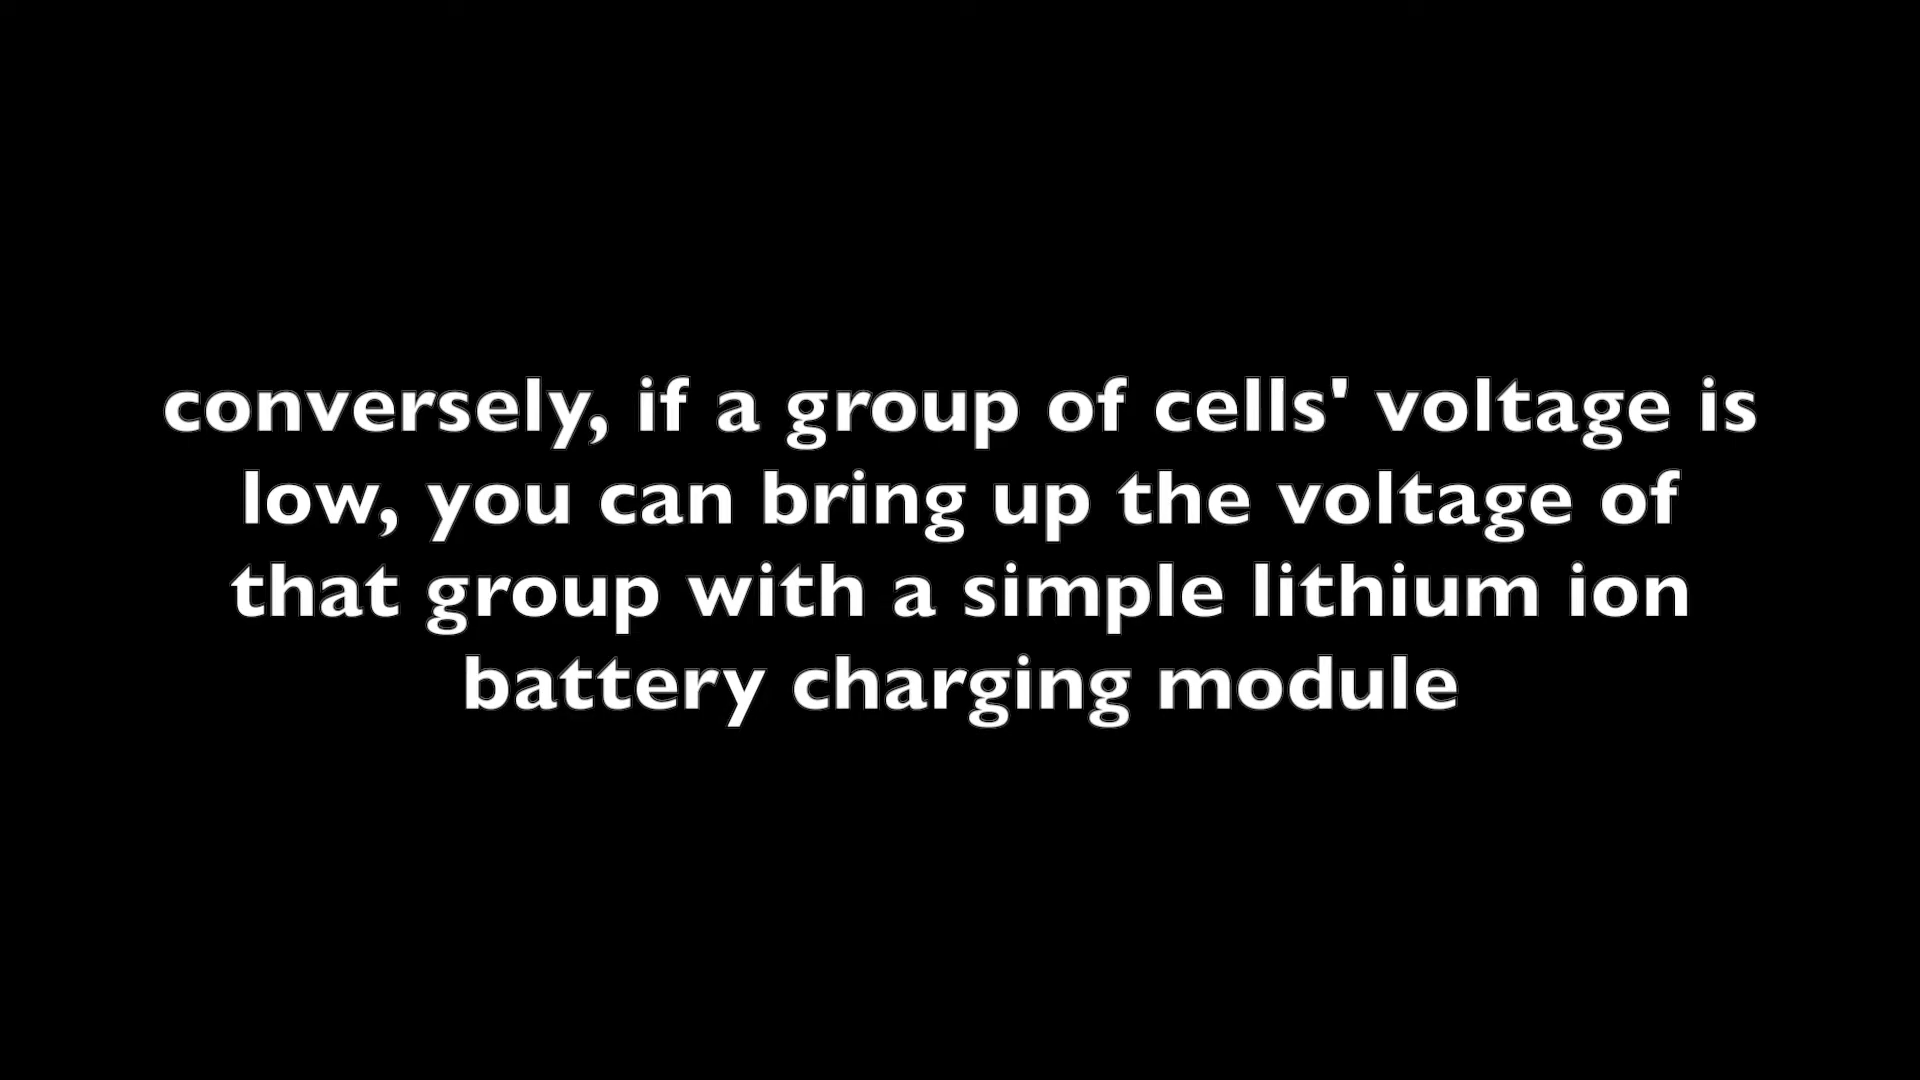 conversely, if a group of cells' voltage is
low, you can bring up the voltage of
that group with a simple lithium ion
battery charging module